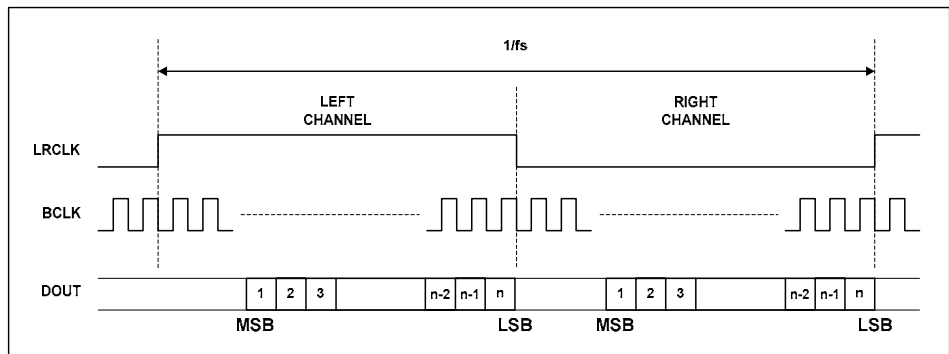 1/fs
LEFT
CHANNEL
RIGHT
CHANNEL
LRCLK
BCLK
DOUT
1 2 3 n-2 n-1 n 1 2 3 n-2 n-1 n
MSB LSB MSB LSB